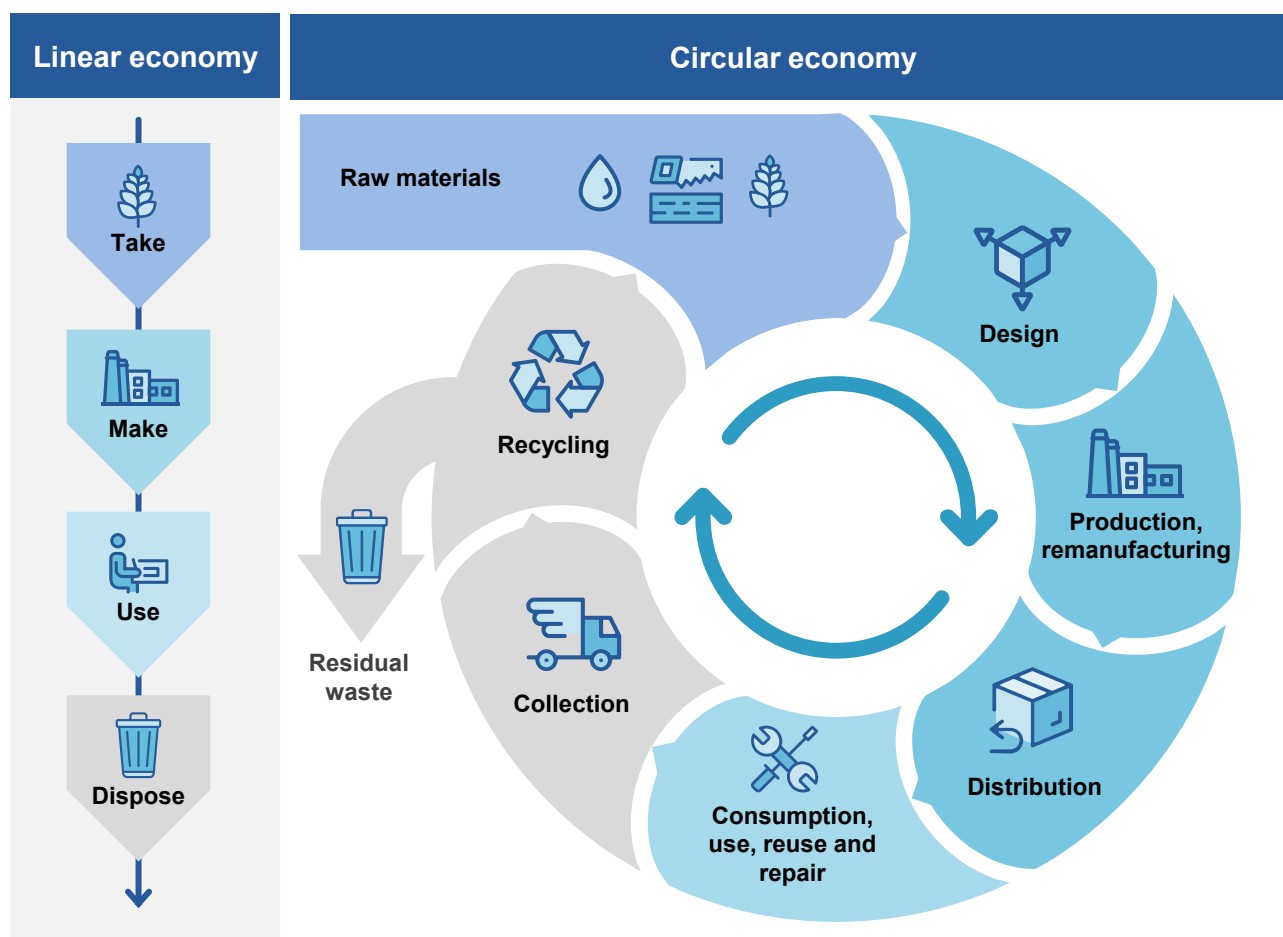 Linear economy
Take
Make
Use
Dispose
Circular economy
Raw materials
Design
Production,
remanufacturing
Distribution
Consumption,
use, reuse and
repair
Collection
Recycling
Residual
waste